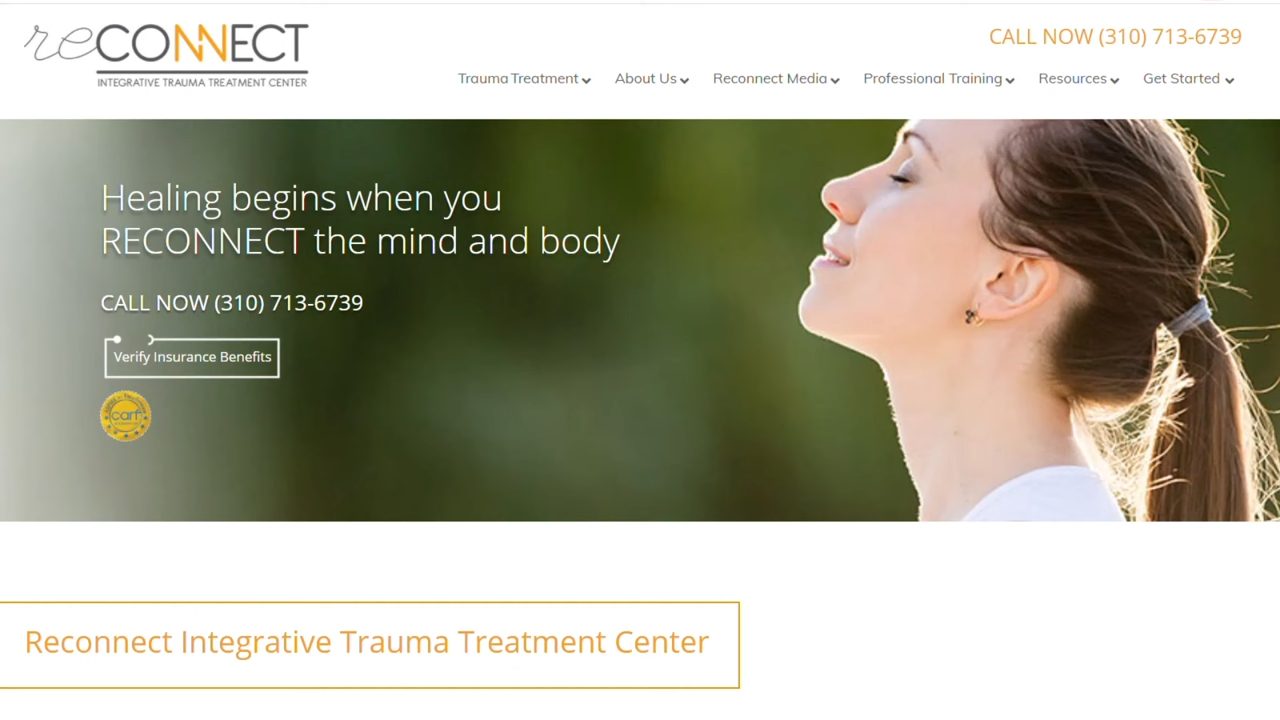 reCONNECT
INTEGRATIVE TRAUMA TREATMENT CENTER
CALL NOW (310) 713-6739
Trauma Treatment About Us Reconnect Media Professional Training Resources Get Started
Healing begins when you
RECONNECT the mind and body
CALL NOW (310) 713-6739
Verify Insurance Benefits
carf
Reconnect Integrative Trauma Treatment Center